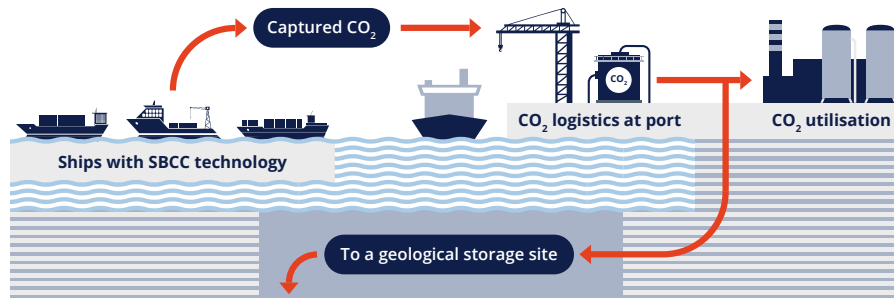 Captured CO₂
CO₂
CO₂ logistics at port
CO₂ utilisation
Ships with SBCC technology
To a geological storage site